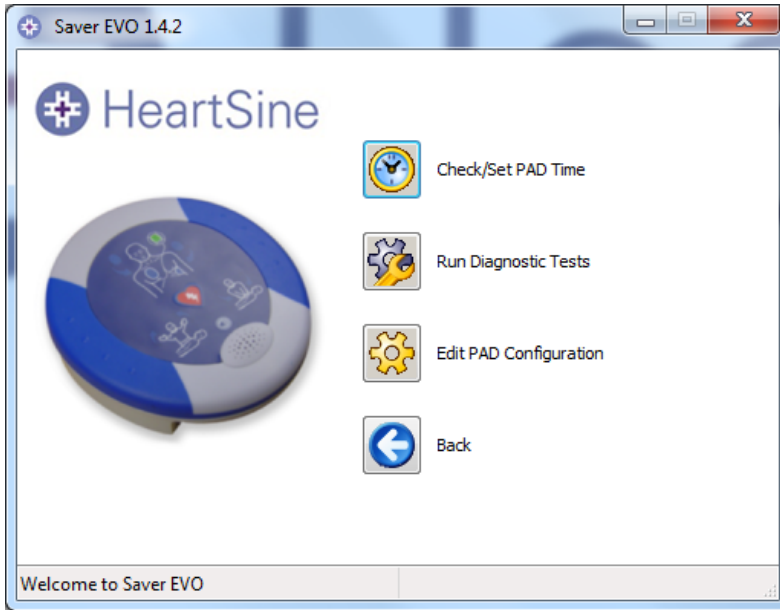 Saver EVO 1.4.2
HeartSine
Check/Set PAD Time
Run Diagnostic Tests
Edit PAD Configuration
Back
Welcome to Saver EVO